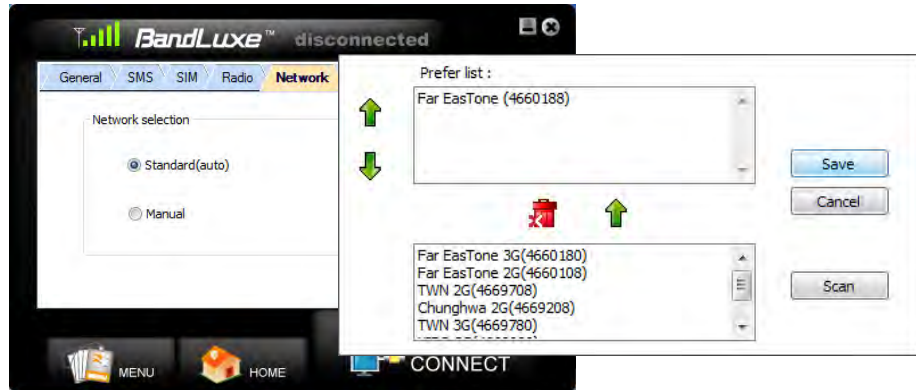 BandLuxe™ disconnected
General SMS SIM Radio Network
Network selection
Standard(auto)
Manual
Prefer list :
Far EasTone (4660188)
Save
Cancel
Far EasTone 3G(4660180)
Far EasTone 2G(4660108)
TWN 2G(4669708)
Chunghwa 2G(4669208)
TWN 3G(4669780)
Scan
MENU
HOME
CONNECT